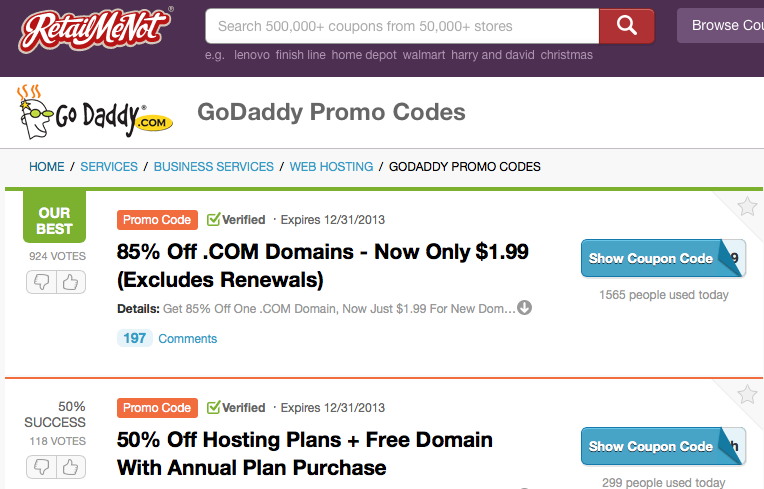 RetailMeNot®
Search 500,000+ coupons from 50,000+ stores
Browse Cou
e.g. lenovo finish line home depot walmart harry and david christmas
Go Daddy® .COM
GoDaddy Promo Codes
HOME / SERVICES / BUSINESS SERVICES / WEB HOSTING / GODADDY PROMO CODES
OUR
BEST
924 VOTES
Promo Code Verified · Expires 12/31/2013
85% Off .COM Domains - Now Only $1.99
(Excludes Renewals)
Details: Get 85% Off One .COM Domain, Now Just $1.99 For New Dom...
197 Comments
Show Coupon Code 9
1565 people used today
50%
SUCCESS
118 VOTES
Promo Code Verified · Expires 12/31/2013
50% Off Hosting Plans + Free Domain
With Annual Plan Purchase
Show Coupon Code h
299 people used today